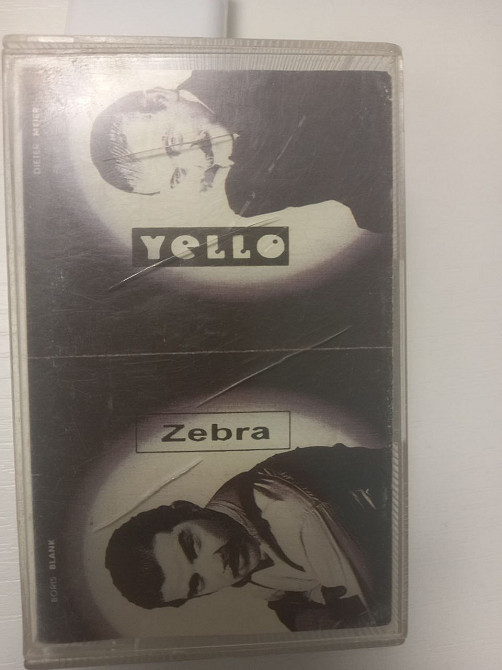 DIETER MEIER
YELLO
Zebra
BORIS BLANK